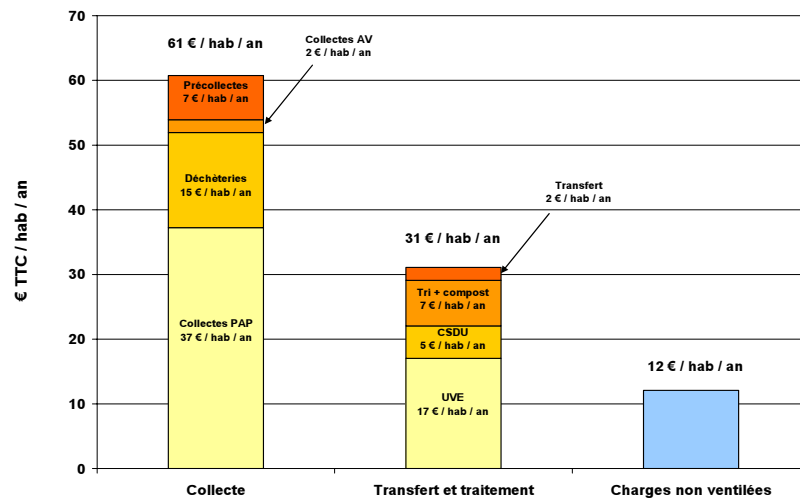 70
60
50
40
30
20
10
0
€ TTC / hab / an
61 € / hab / an
Collectes AV
2 € / hab / an
Précollectes
7 € / hab / an
Déchèteries
15 € / hab / an
Collectes PAP
37 € / hab / an
Transfert
2 € / hab / an
31 € / hab / an
Tri + compost
7 € / hab / an
CSDU
5 € / hab / an
UVE
17 € / hab / an
12 € / hab / an
Collecte
Transfert et traitement
Charges non ventilées